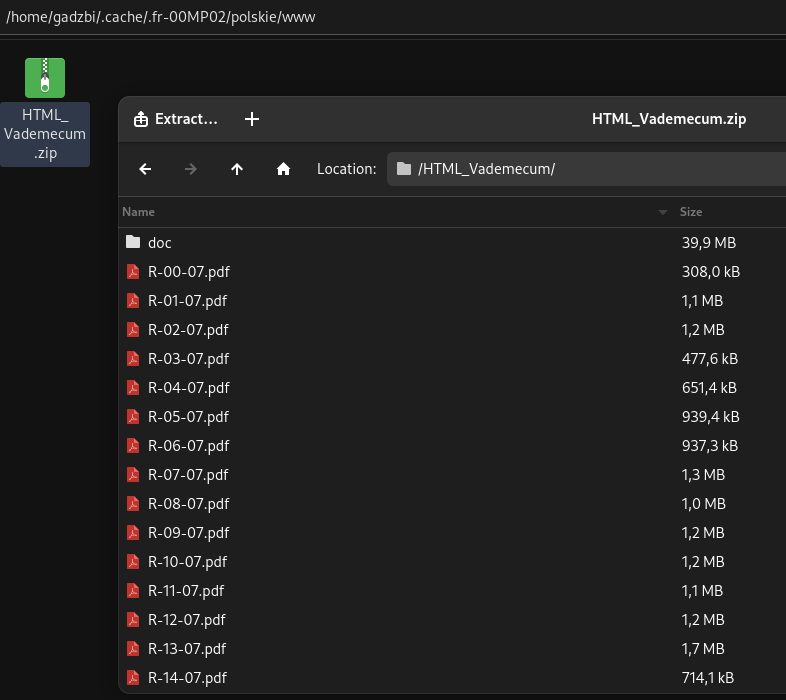 /home/gadzbi/.cache/.fr-00MP02/polskie/www
HTML_
Vademecum
.zip
Extract… HTML_Vademecum.zip
Location: /HTML_Vademecum/
Name Size
doc 39,9 MB
R-00-07.pdf 308,0 kB
R-01-07.pdf 1,1 MB
R-02-07.pdf 1,2 MB
R-03-07.pdf 477,6 kB
R-04-07.pdf 651,4 kB
R-05-07.pdf 939,4 kB
R-06-07.pdf 937,3 kB
R-07-07.pdf 1,3 MB
R-08-07.pdf 1,0 MB
R-09-07.pdf 1,2 MB
R-10-07.pdf 1,2 MB
R-11-07.pdf 1,1 MB
R-12-07.pdf 1,2 MB
R-13-07.pdf 1,7 MB
R-14-07.pdf 714,1 kB